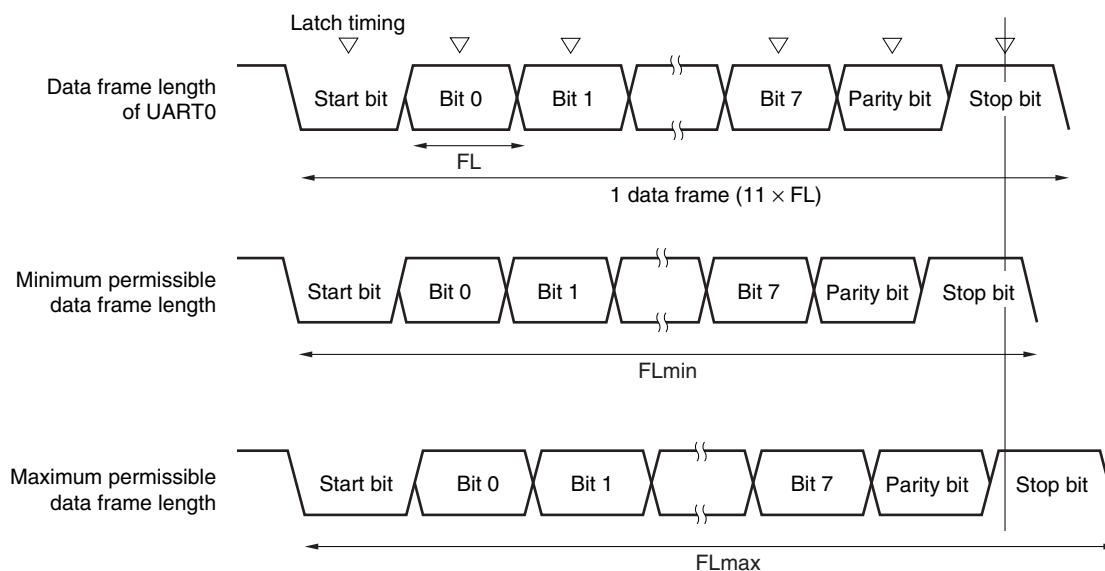 Latch timing
Data frame length
of UART0
Start bit
Bit 0
Bit 1
Bit 7
Parity bit
Stop bit
FL
1 data frame (11 × FL)
Minimum permissible
data frame length
Start bit
Bit 0
Bit 1
Bit 7
Parity bit
Stop bit
FLmin
Maximum permissible
data frame length
Start bit
Bit 0
Bit 1
Bit 7
Parity bit
Stop bit
FLmax